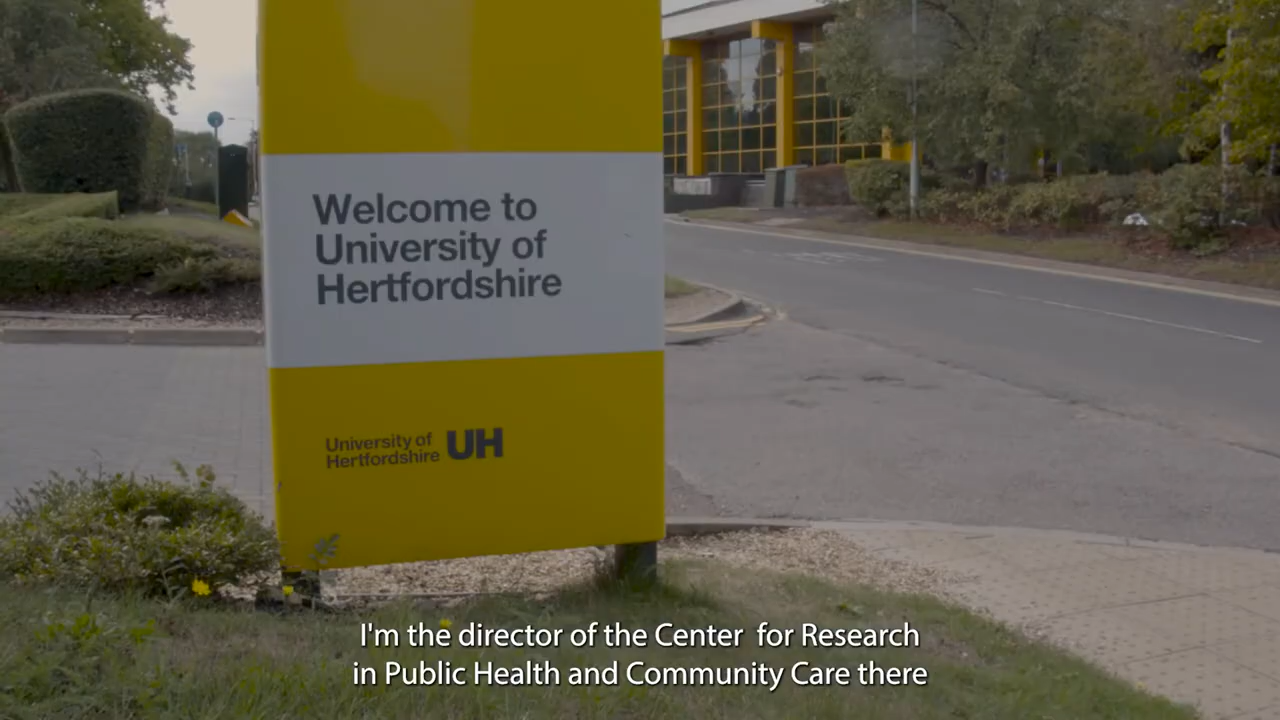 Welcome to
University of
Hertfordshire
University of
Hertfordshire UH
I'm the director of the Center  for Research
in Public Health and Community Care there